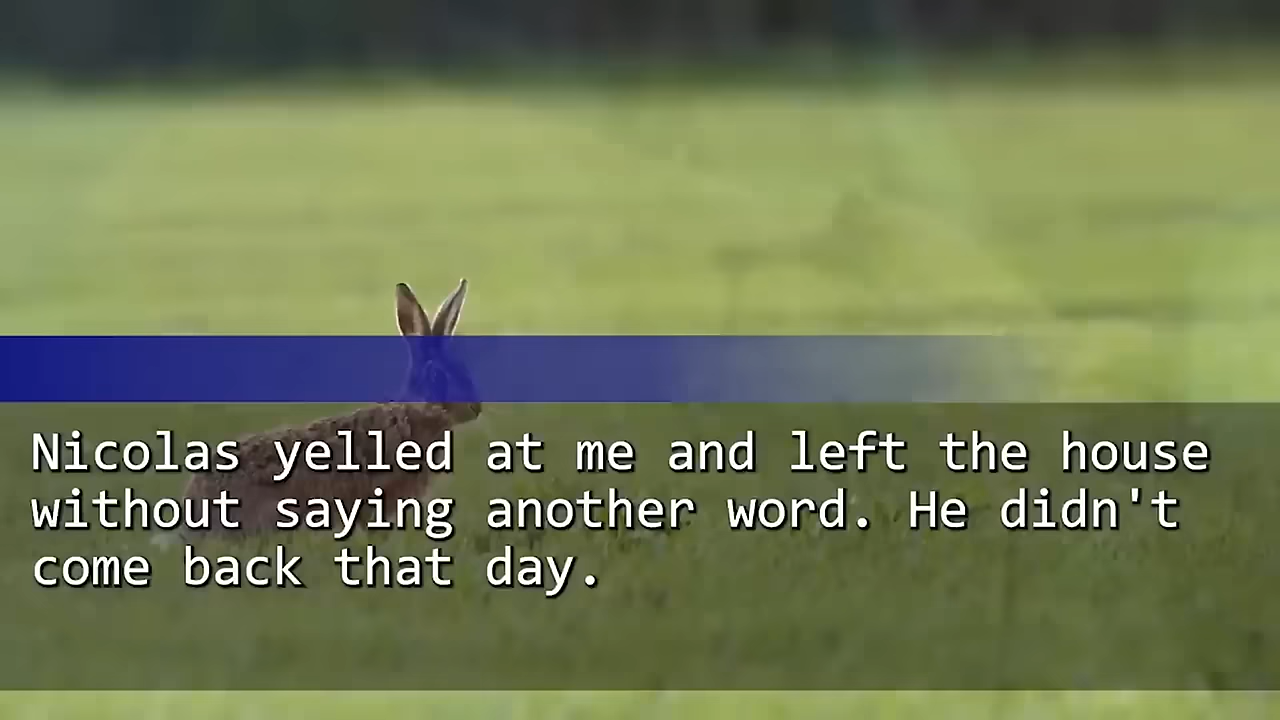 Nicolas yelled at me and left the house
without saying another word. He didn't
come back that day.